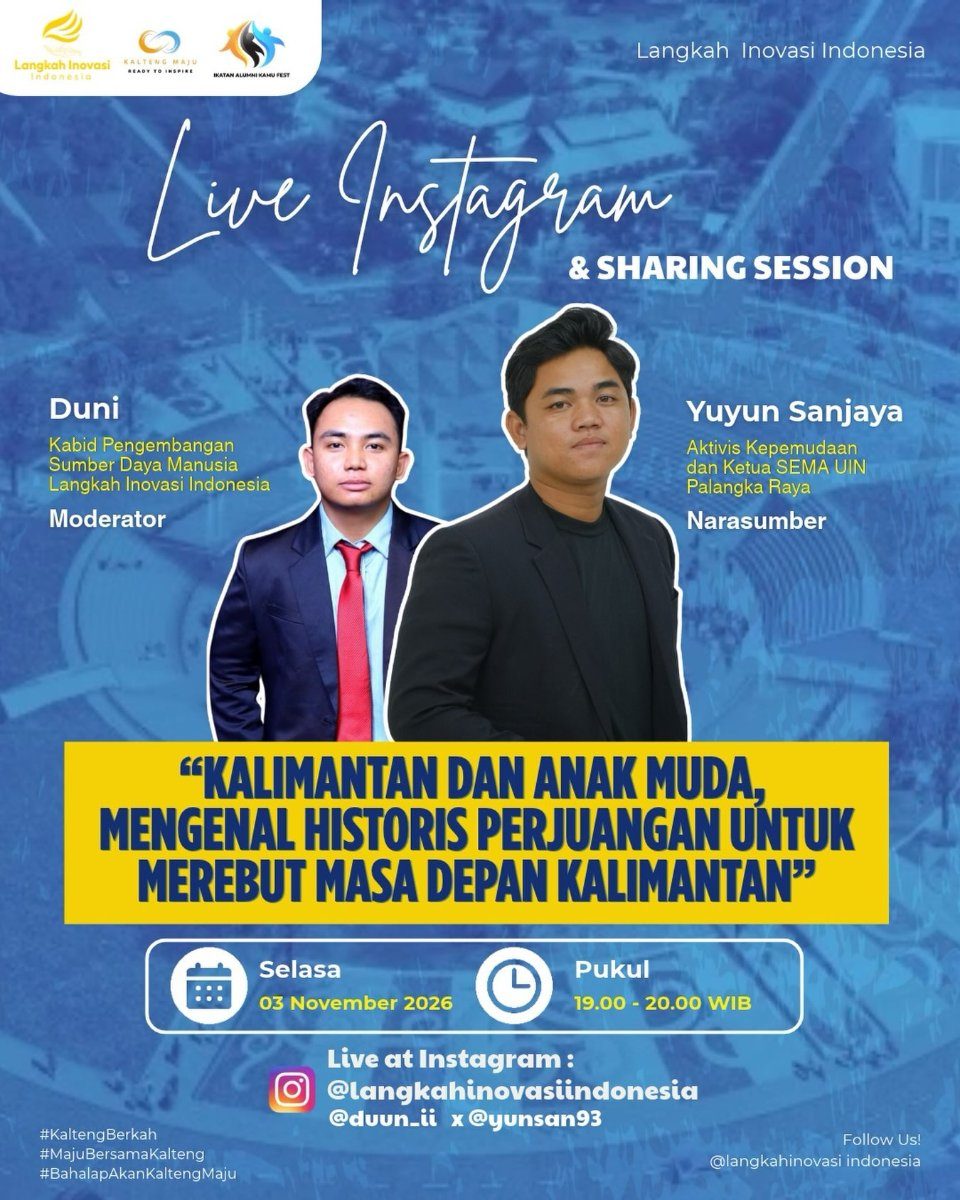 Langkah Inovasi
Indonesia
KALTENG MAJU
READY TO INSPIRE
IKATAN ALUMNI KAHU FEST
Langkah Inovasi Indonesia
Live Instagram
& SHARING SESSION
Duni
Kabid Pengembangan
Sumber Daya Manusia
Langkah Inovasi Indonesia
Moderator
Yuyun Sanjaya
Aktivis Kepemudaan
dan Ketua SEMA UIN
Palangka Raya
Narasumber
“KALIMANTAN DAN ANAK MUDA,
MENGENAL HISTORIS PERJUANGAN UNTUK
MEREBUT MASA DEPAN KALIMANTAN”
Selasa
03 November 2026
Pukul
19.00 - 20.00 WIB
Live at Instagram :
@langkahinovasiindonesia
@duun_ii x @yunsan93
#KaltengBerkah
#MajuBersamaKalteng
#BahalapAkanKaltengMaju
Follow Us!
@langkahinovasi indonesia